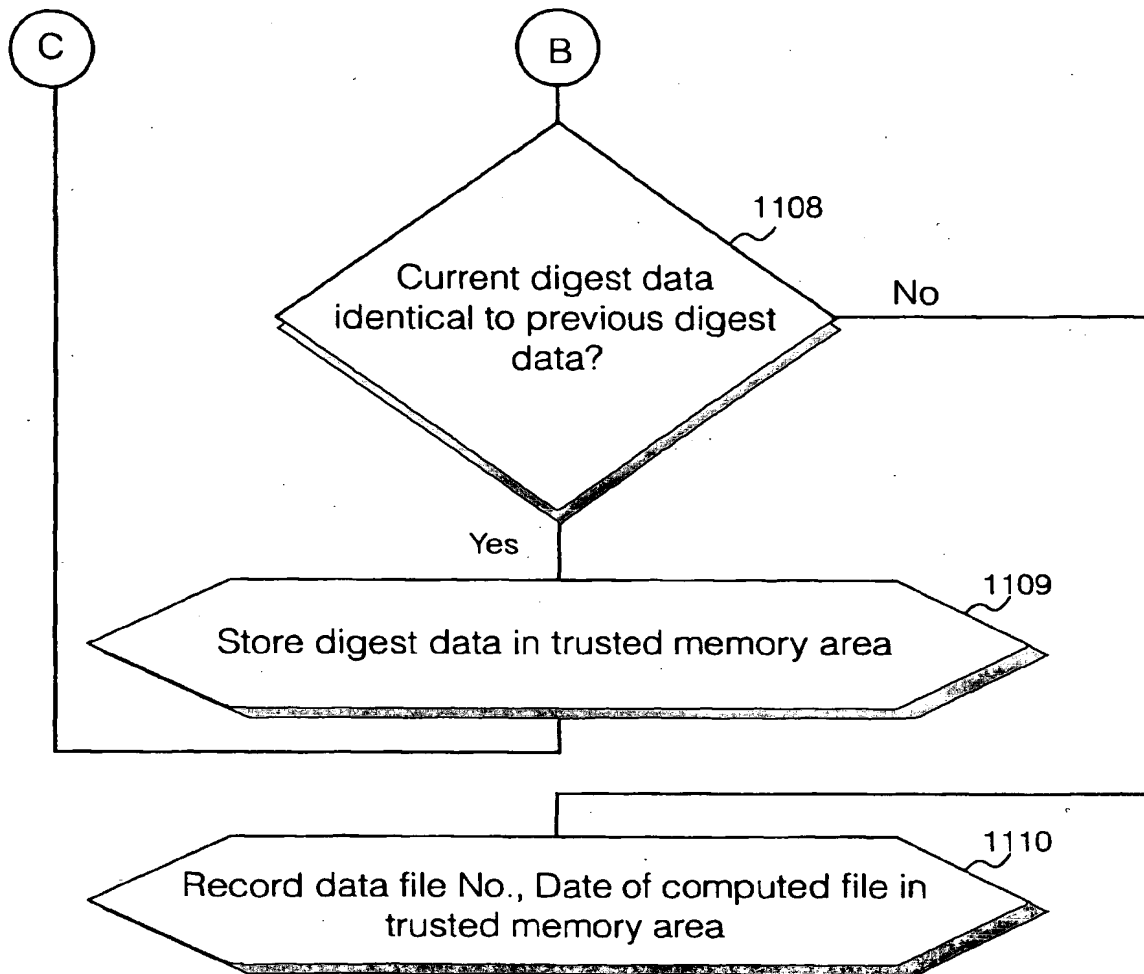 C
B
1108
Current digest data
identical to previous digest
data?
No
Yes
1109
Store digest data in trusted memory area
1110
Record data file No., Date of computed file in
trusted memory area